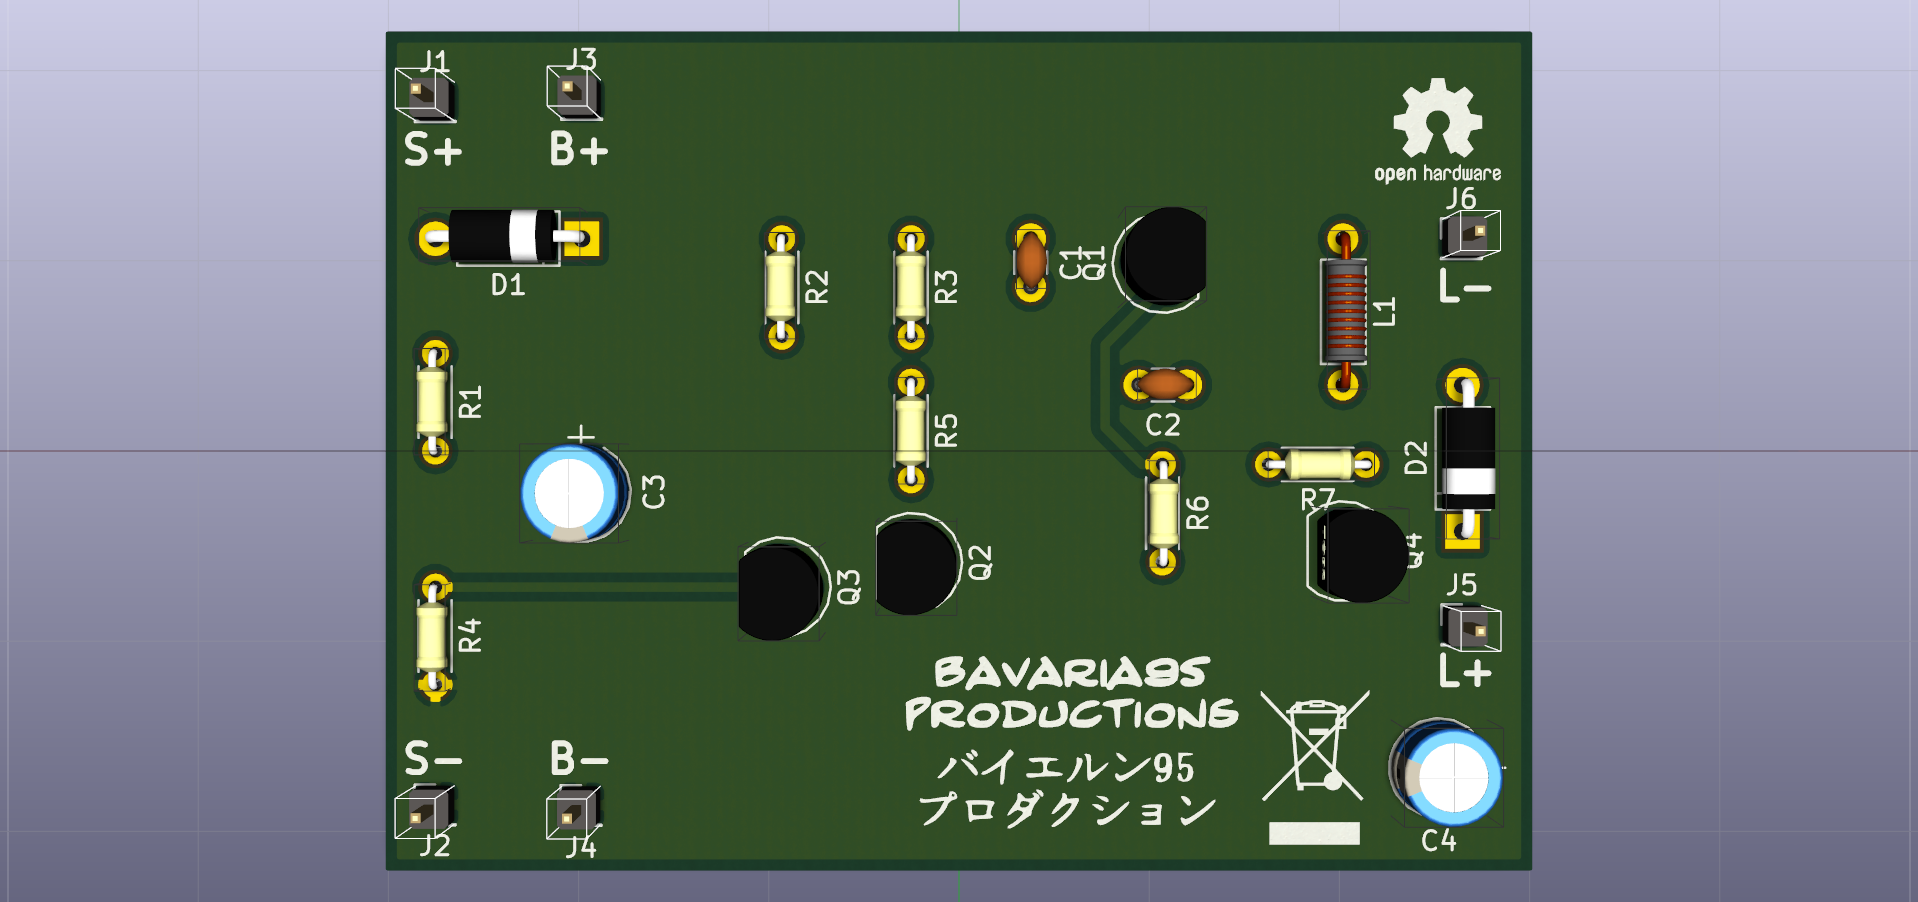 J1
J3
S+
B+
open hardware
J6
L-
D1
R2
R3
C1
Q1
L1
R1
R5
C2
D2
R7
C3
R6
Q4
Q2
Q3
J5
R4
L+
BAVARIA95
PRODUCTIONS
バイエルン95
プロダクション
S-
B-
J2
J4
C4